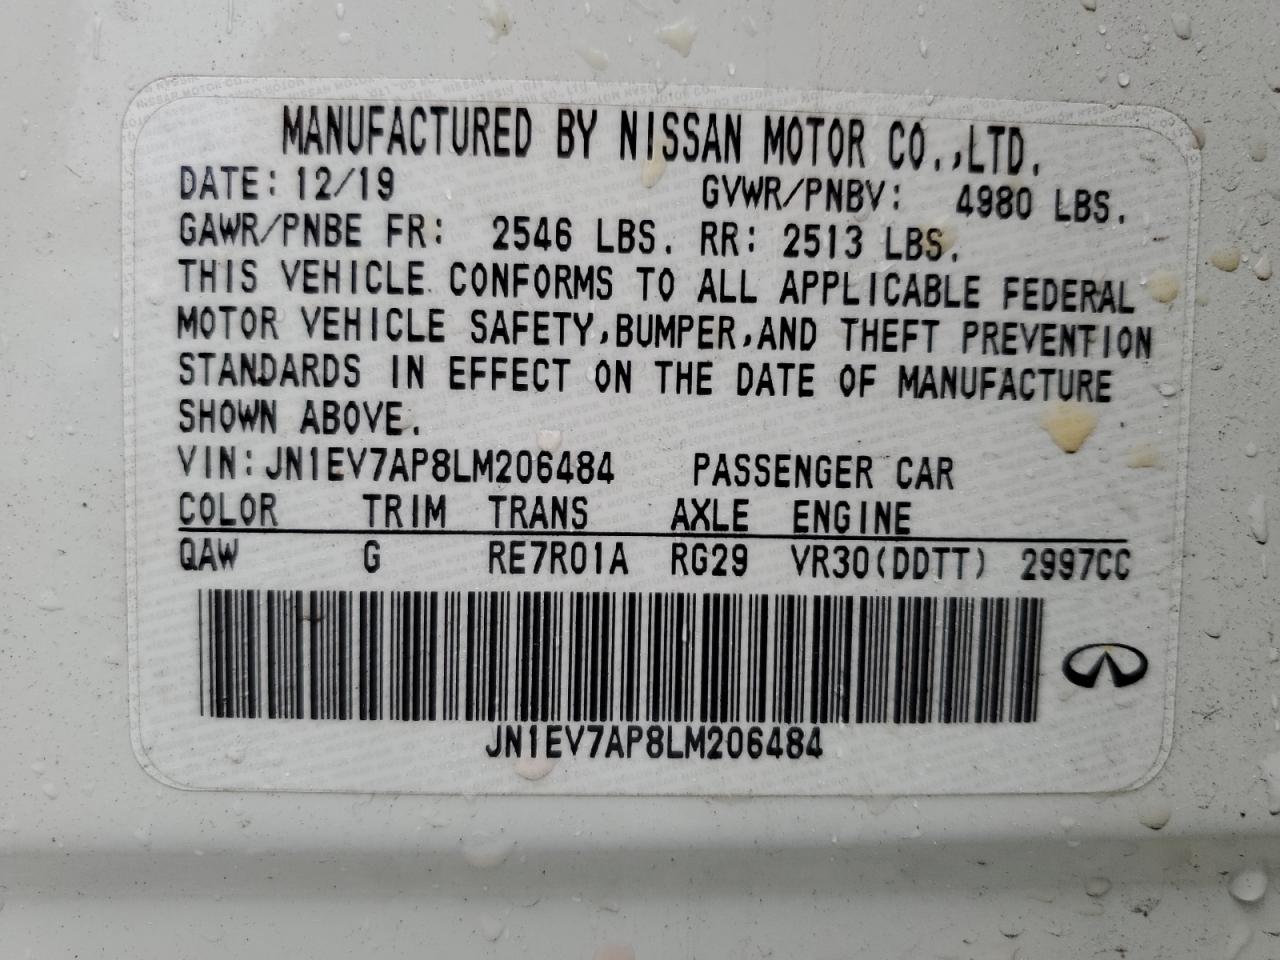 MANUFACTURED BY NISSAN MOTOR CO.,LTD.
DATE: 12/19 GVWR/PNBV: 4980 LBS.
GAWR/PNBE FR: 2546 LBS. RR: 2513 LBS.
THIS VEHICLE CONFORMS TO ALL APPLICABLE FEDERAL
MOTOR VEHICLE SAFETY,BUMPER,AND THEFT PREVENTION
STANDARDS IN EFFECT ON THE DATE OF MANUFACTURE
SHOWN ABOVE.
VIN: JN1EV7AP8LM206484 PASSENGER CAR
COLOR TRIM TRANS AXLE ENGINE
QAW G RE7R01A RG29 VR30(DDTT) 2997CC
JN1EV7AP8LM206484